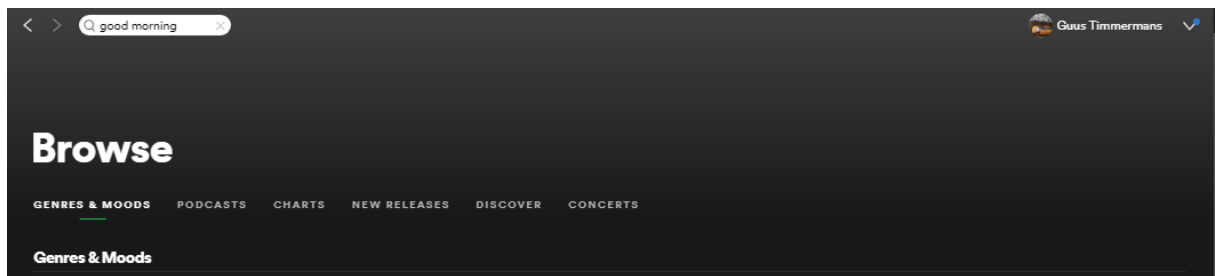 good morning
Guus Timmermans
Browse
GENRES & MOODS PODCASTS CHARTS NEW RELEASES DISCOVER CONCERTS
Genres & Moods